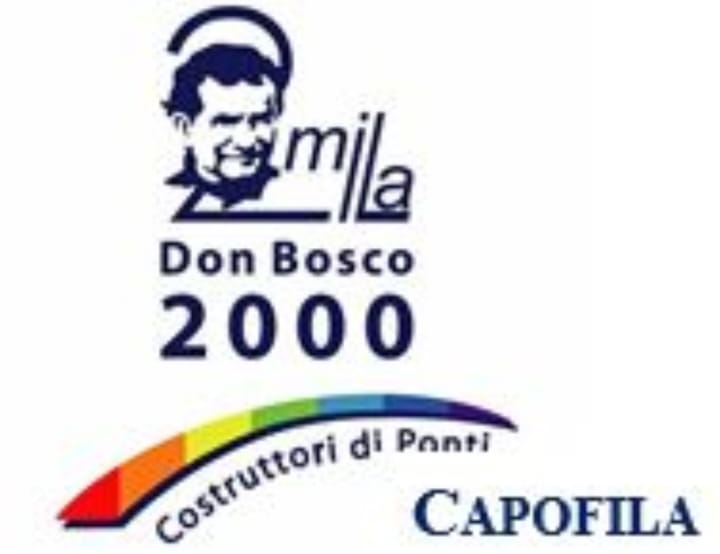 mila
Don Bosco
2000
Costruttori di Ponti
CAPOFILA